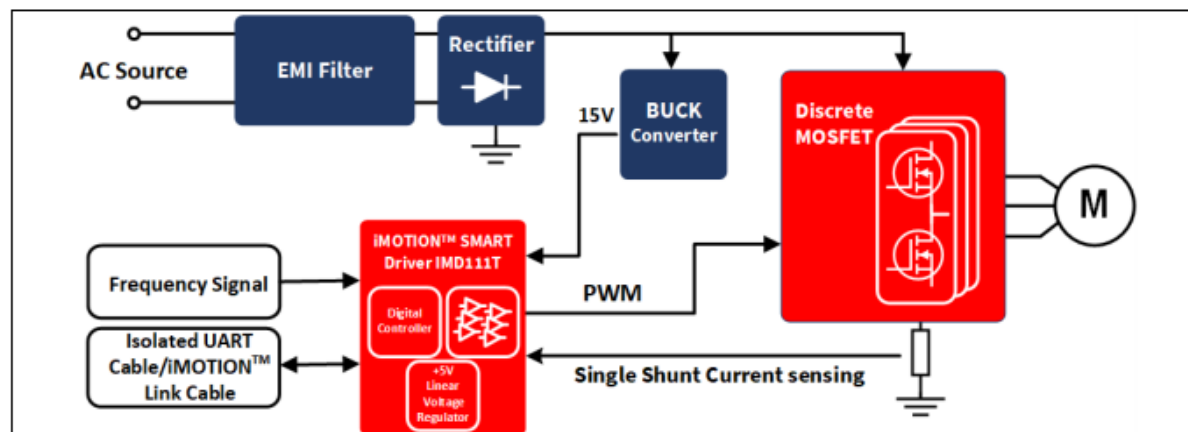 AC Source
EMI Filter
Rectifier
15V
BUCK
Converter
Discrete
MOSFET
M
iMOTION™ SMART
Driver IMD111T
Frequency Signal
Digital
Controller
PWM
Isolated UART
Cable/iMOTION™
Link Cable
+5V
Linear
Voltage
Regulator
Single Shunt Current sensing